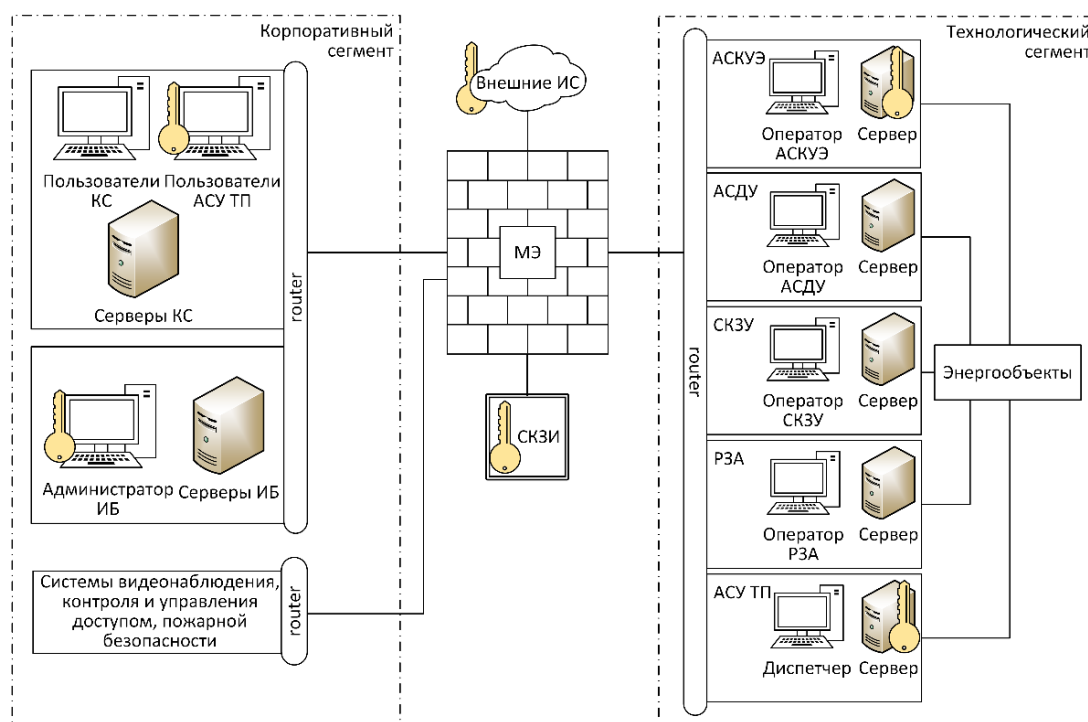 Корпоративный
сегмент
Пользователи
КС
Пользователи
АСУ ТП
Серверы КС
Администратор
ИБ
Серверы ИБ
router
Системы видеонаблюдения,
контроля и управления
доступом, пожарной
безопасности
router
Внешние ИС
МЭ
СКЗИ
Технологический
сегмент
router
АСКУЭ
Оператор
АСКУЭ
Сервер
АСДУ
Оператор
АСДУ
Сервер
СКЗУ
Оператор
СКЗУ
Сервер
РЗА
Оператор
РЗА
Сервер
АСУ ТП
Диспетчер
Сервер
Энергообъекты